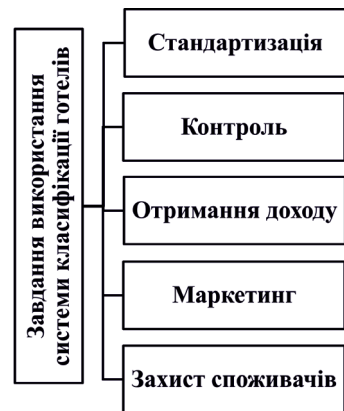 Завдання використання
системи класифікації готелів
Стандартизація
Контроль
Отримання доходу
Маркетинг
Захист споживачів